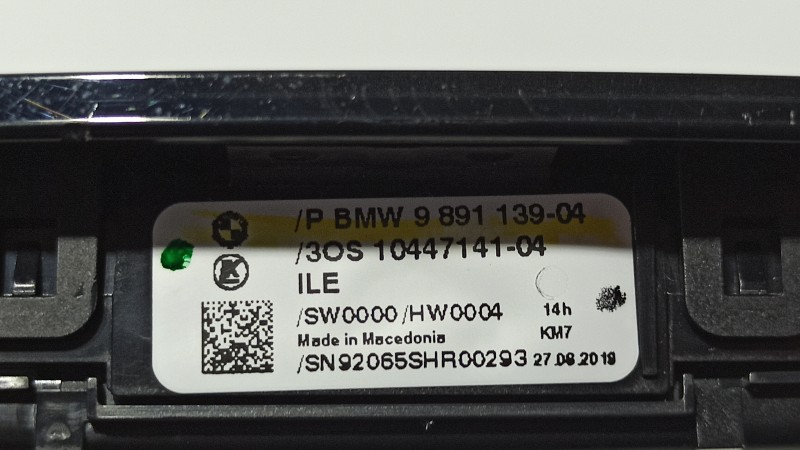 /P BMW 9 891 139-04
/3OS 10447141-04
ILE
/SW0000/HW0004 14h
Made in Macedonia KM7
/SN92065SHR00293 27.08.2019